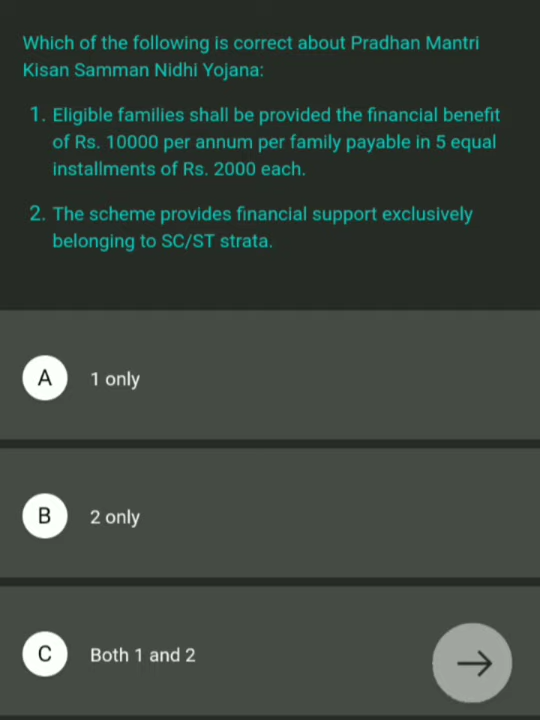 Which of the following is correct about Pradhan Mantri
Kisan Samman Nidhi Yojana:
1. Eligible families shall be provided the financial benefit
of Rs. 10000 per annum per family payable in 5 equal
installments of Rs. 2000 each.
2. The scheme provides financial support exclusively
belonging to SC/ST strata.
A 1 only
B 2 only
C Both 1 and 2